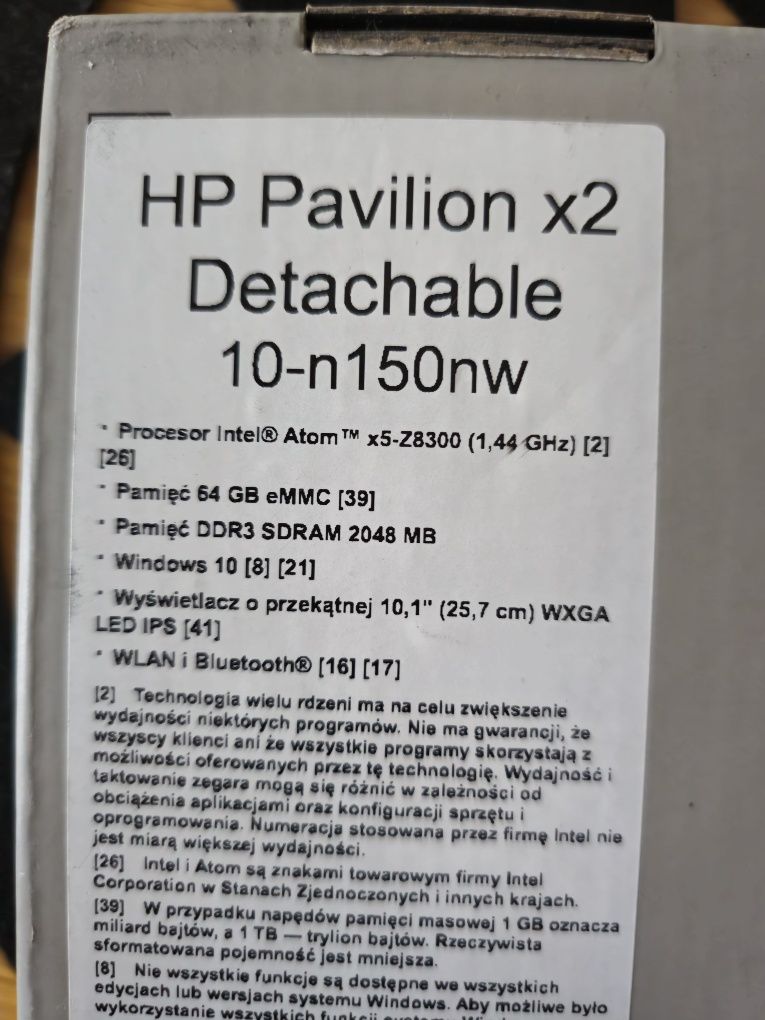 HP Pavilion x2
Detachable
10-n150nw
* Procesor Intel® Atom™ x5-Z8300 (1,44 GHz) [2]
[26]
* Pamięć 64 GB eMMC [39]
* Pamięć DDR3 SDRAM 2048 MB
* Windows 10 [8] [21]
* Wyświetlacz o przekątnej 10,1" (25,7 cm) WXGA
LED IPS [41]
* WLAN i Bluetooth® [16] [17]
[2] Technologia wielu rdzeni ma na celu zwiększenie
wydajności niektórych programów. Nie ma gwarancji, że
wszyscy klienci ani że wszystkie programy skorzystają z
możliwości oferowanych przez tę technologię. Wydajność i
taktowanie zegara mogą się różnić w zależności od
obciążenia aplikacjami oraz konfiguracji sprzętu i
oprogramowania. Numeracja stosowana przez firmę Intel nie
jest miarą większej wydajności.
[26] Intel i Atom są znakami towarowym firmy Intel
Corporation w Stanach Zjednoczonych i innych krajach.
[39] W przypadku napędów pamięci masowej 1 GB oznacza
miliard bajtów, a 1 TB — trylion bajtów. Rzeczywista
sformatowana pojemność jest mniejsza.
[8] Nie wszystkie funkcje są dostępne we wszystkich
edycjach lub wersjach systemu Windows. Aby możliwe było
wykorzystanie wszystkich funkcji